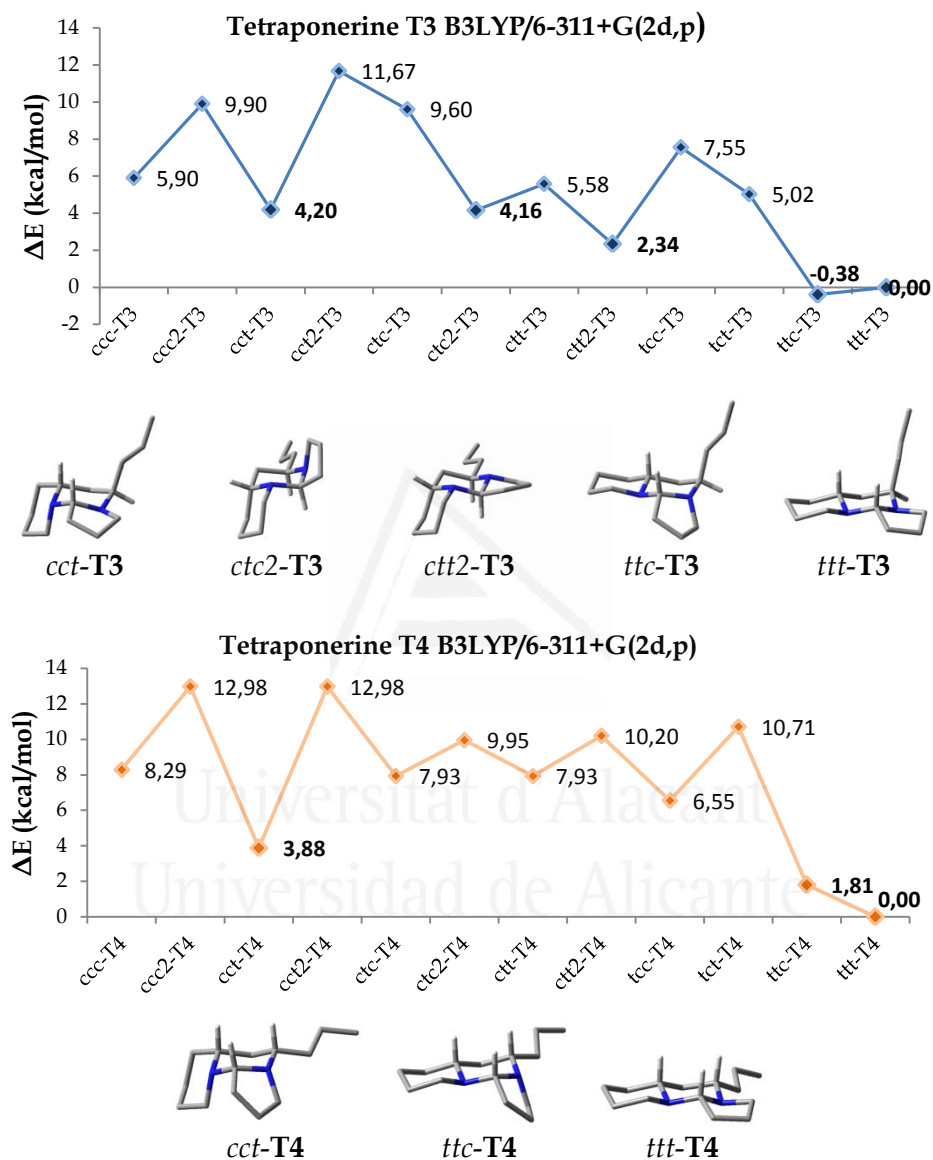 Tetraponerine T3 B3LYP/6-311+G(2d,p)
ΔE (kcal/mol)
14
12
10
8
6
4
2
0
-2
5,90
9,90
4,20
11,67
9,60
4,16
5,58
2,34
7,55
5,02
-0,38
0,00
ccc-T3
ccc2-T3
cct-T3
cct2-T3
ctc-T3
ctc2-T3
ctt-T3
ctt2-T3
tcc-T3
tct-T3
ttc-T3
ttt-T3
cct-T3
ctc2-T3
ctt2-T3
ttc-T3
ttt-T3
Tetraponerine T4 B3LYP/6-311+G(2d,p)
ΔE (kcal/mol)
14
12
10
8
6
4
2
0
8,29
12,98
3,88
12,98
7,93
9,95
7,93
10,20
6,55
10,71
1,81
0,00
Universitat d'Alacant
Universidad de Alicante
ccc-T4
ccc2-T4
cct-T4
cct2-T4
ctc-T4
ctc2-T4
ctt-T4
ctt2-T4
tcc-T4
tct-T4
ttc-T4
ttt-T4
cct-T4
ttc-T4
ttt-T4